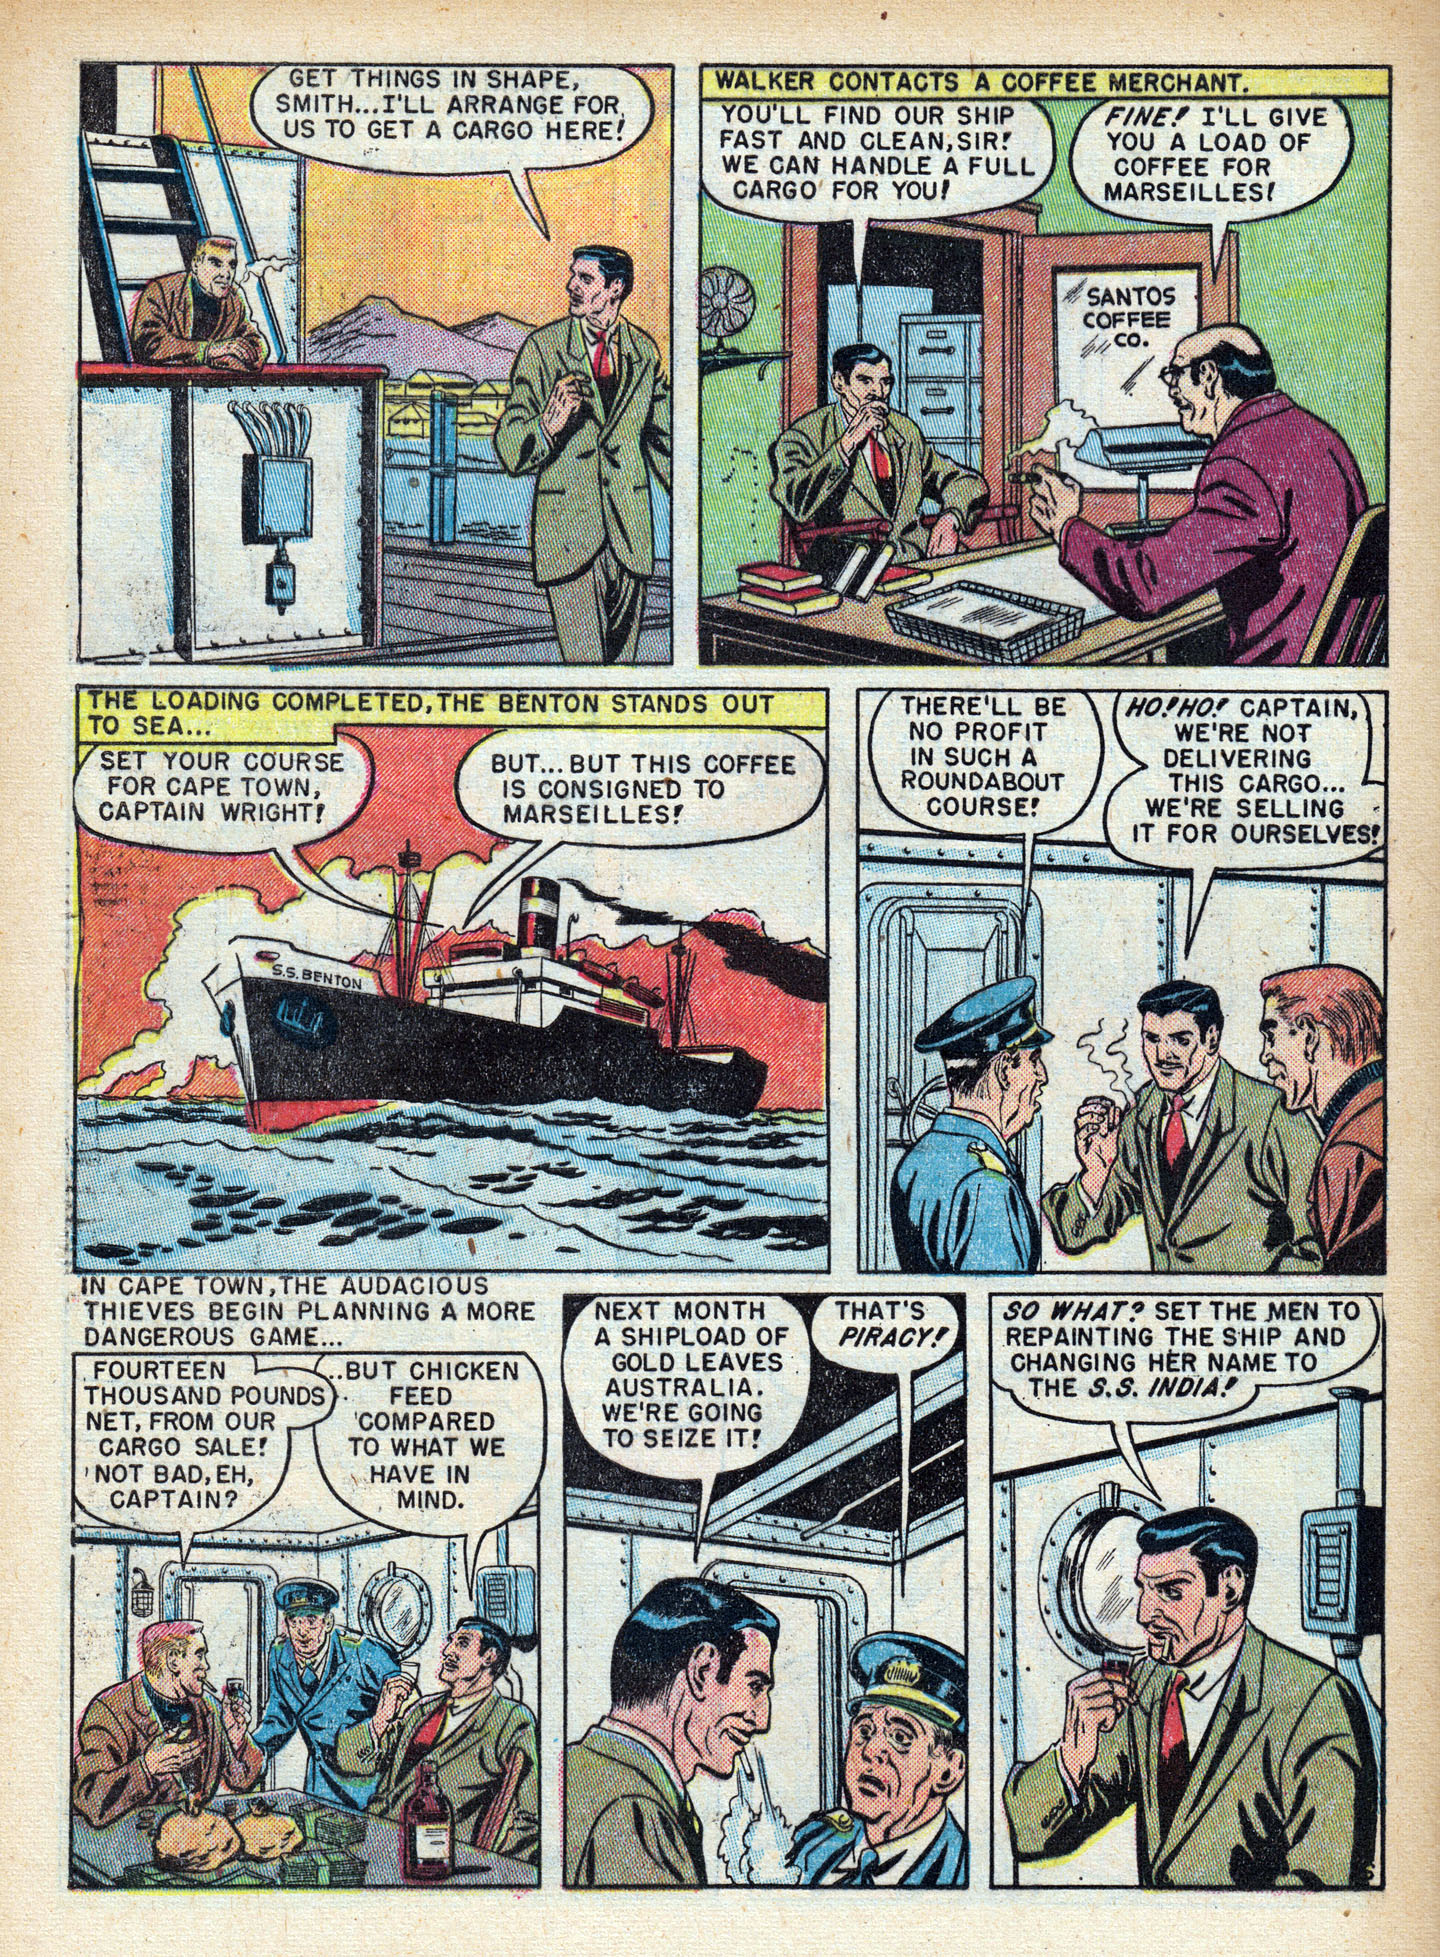 GET THINGS IN SHAPE,
SMITH...I'LL ARRANGE FOR
US TO GET A CARGO HERE!
WALKER CONTACTS A COFFEE MERCHANT.
YOU'LL FIND OUR SHIP
FAST AND CLEAN, SIR!
WE CAN HANDLE A FULL
CARGO FOR YOU!
FINE! I'LL GIVE
YOU A LOAD OF
COFFEE FOR
MARSEILLES!
SANTOS
COFFEE
CO.
THE LOADING COMPLETED, THE BENTON STANDS OUT
TO SEA...
SET YOUR COURSE
FOR CAPE TOWN,
CAPTAIN WRIGHT!
BUT...BUT THIS COFFEE
IS CONSIGNED TO
MARSEILLES!
S.S. BENTON
THERE'LL BE
NO PROFIT
IN SUCH A
ROUNDABOUT
COURSE!
HO! HO! CAPTAIN,
WE'RE NOT
DELIVERING
THIS CARGO...
WE'RE SELLING
IT FOR OURSELVES!
IN CAPE TOWN, THE AUDACIOUS
THIEVES BEGIN PLANNING A MORE
DANGEROUS GAME...
FOURTEEN
THOUSAND POUNDS
NET, FROM OUR
CARGO SALE!
NOT BAD, EH,
CAPTAIN?
..BUT CHICKEN
FEED
COMPARED
TO WHAT WE
HAVE IN
MIND.
NEXT MONTH
A SHIPLOAD OF
GOLD LEAVES
AUSTRALIA.
WE'RE GOING
TO SEIZE IT!
THAT'S
PIRACY!
SO WHAT? SET THE MEN TO
REPAINTING THE SHIP AND
CHANGING HER NAME TO
THE S.S. INDIA!